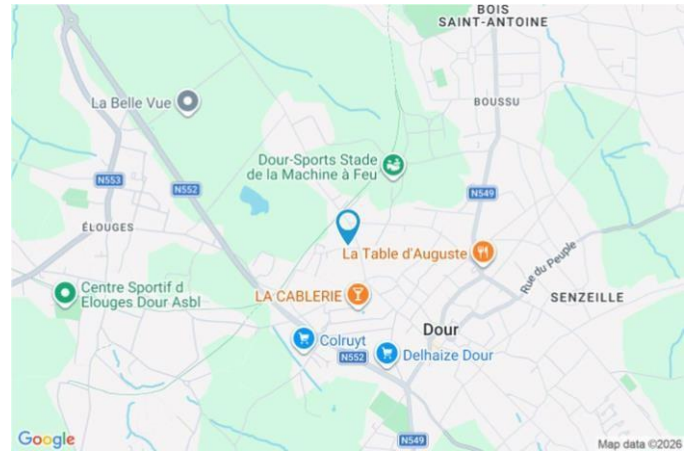 BOIS
SAINT-ANTOINE
La Belle Vue
BOUSSU
Dour-Sports Stade
de la Machine à Feu
N553
N552
N549
ÉLOUGES
La Table d'Auguste
Rue du Peuple
Centre Sportif d
Elouges Dour Asbl
LA CABLERIE
SENZEILLE
Colruyt
Dour
N552
Delhaize Dour
N549
Google
Map data ©2026